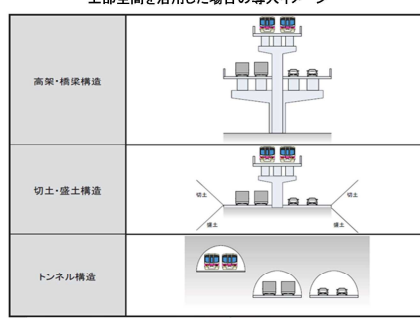 上部空間を活用した場合の導入イメージ
高架・橋梁構造
切土・盛土構造
切土
切土
盛土
盛土
トンネル構造